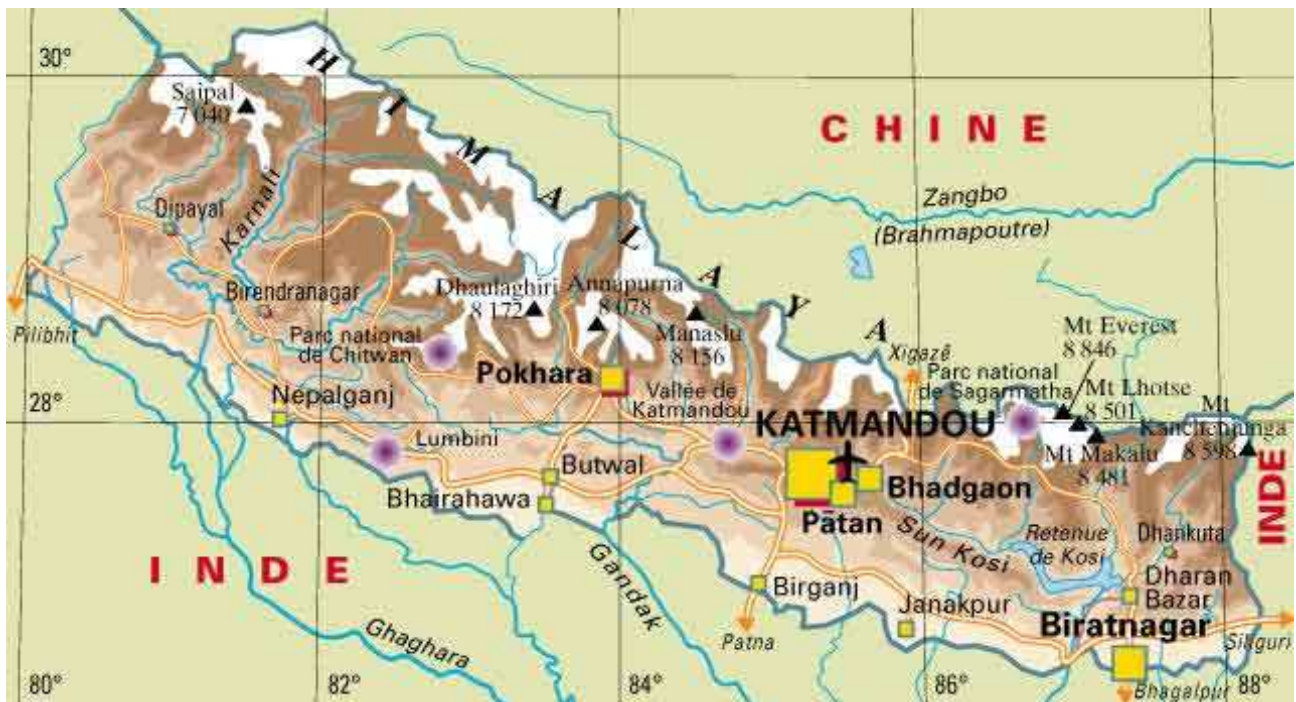 30°
HIMALAYA
Saipal
7 040
CHINE
Karnali
Zangbo
(Brahmapoutre)
Dipayal
Birendranagar
Dhaulaghiri
8 172
Annapurna
8 078
Manaslu
8 156
Pilibhit
Parc national
de Chitwan
Xigazê
Mt Everest
8 846
Parc national
de Sagarmatha
Mt Lhotse
8 501
Mt
Kanchenjunga
8 598
Mt Makalu
8 481
Pokhara
Vallée de
Katmandou
Nepalganj
28°
KATMANDOU
Lumbini
Butwal
Bhairahawa
Bhadgaon
Pātan
Sun Kosi
Retenue
de Kosi
Dhankuta
INDE
INDE
Gandak
Birganj
Dharan
Bazar
Janakpur
Biratnagar
Ghaghara
Patna
Siliguri
80°
82°
84°
86°
88°
Bhagalpur